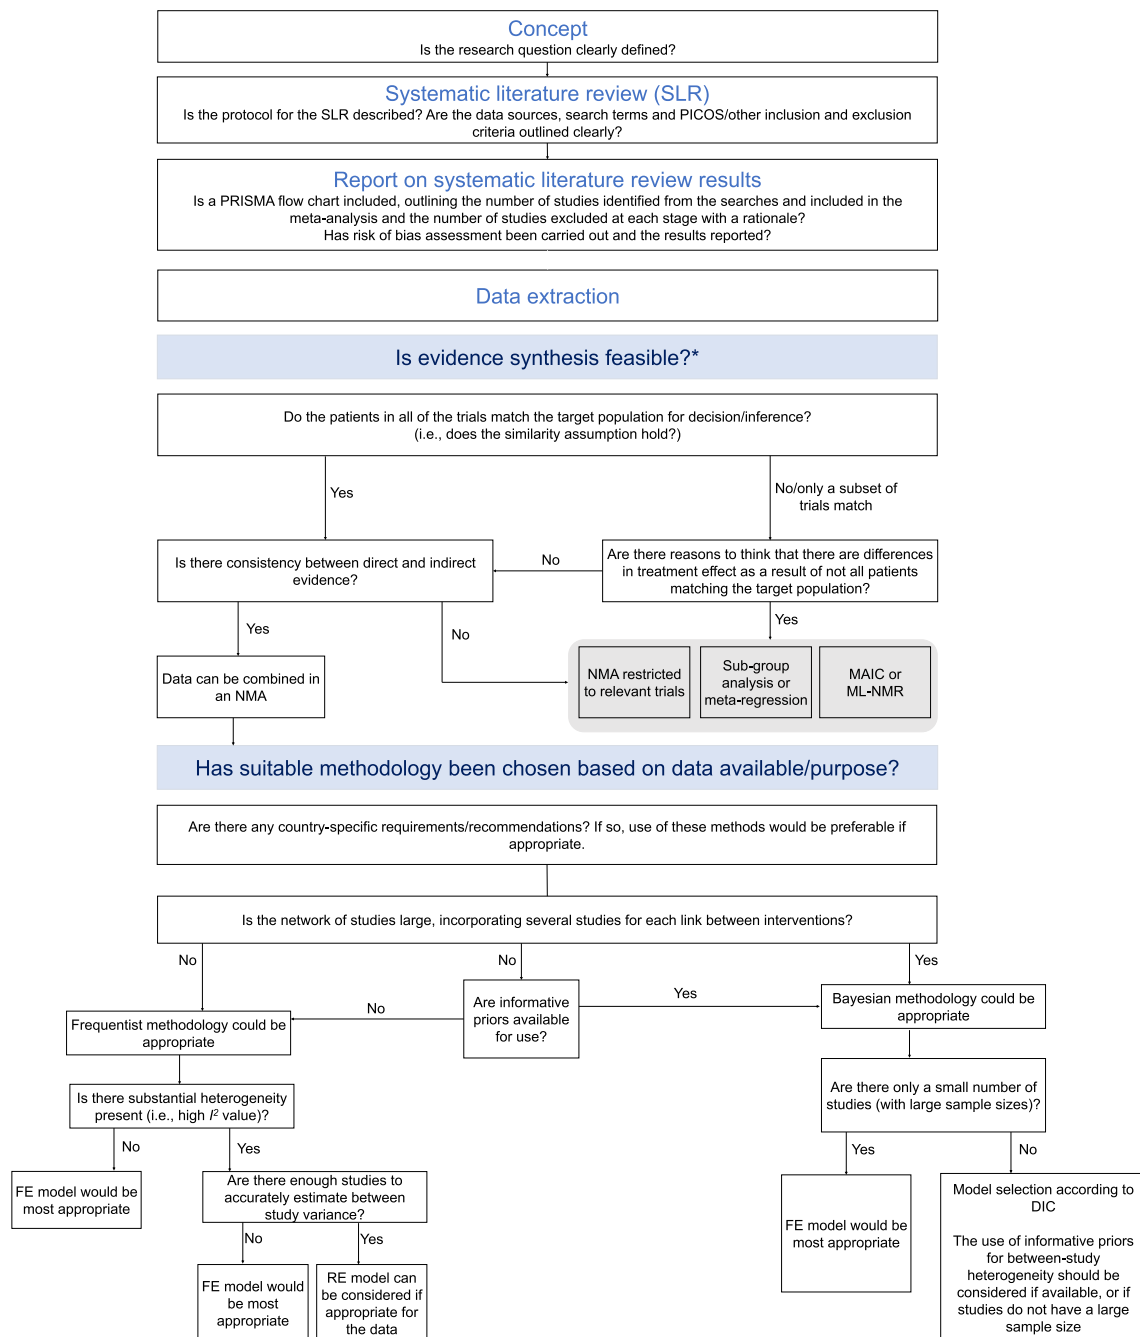 Concept
Is the research question clearly defined?
Systematic literature review (SLR)
Is the protocol for the SLR described? Are the data sources, search terms and PICOS/other inclusion and exclusion
criteria outlined clearly?
Report on systematic literature review results
Is a PRISMA flow chart included, outlining the number of studies identified from the searches and included in the
meta-analysis and the number of studies excluded at each stage with a rationale?
Has risk of bias assessment been carried out and the results reported?
Data extraction
Is evidence synthesis feasible?*
Do the patients in all of the trials match the target population for decision/inference?
(i.e., does the similarity assumption hold?)
Yes
No/only a subset of
trials match
Is there consistency between direct and indirect
evidence?
No
Are there reasons to think that there are differences
in treatment effect as a result of not all patients
matching the target population?
Yes
No
Yes
Data can be combined in
an NMA
NMA restricted
to relevant trials
Sub-group
analysis or
meta-regression
MAIC or
ML-NMR
Has suitable methodology been chosen based on data available/purpose?
Are there any country-specific requirements/recommendations? If so, use of these methods would be preferable if
appropriate.
Is the network of studies large, incorporating several studies for each link between interventions?
No
No
Yes
Frequentist methodology could be
appropriate
No
Are informative
priors available
for use?
Yes
Bayesian methodology could be
appropriate
Is there substantial heterogeneity
present (i.e., high I² value)?
Are there only a small number of
studies (with large sample sizes)?
No
Yes
Yes
No
FE model would be
most appropriate
Are there enough studies to
accurately estimate between
study variance?
No
Yes
FE model would
be most
appropriate
RE model can
be considered if
appropriate for
the data
FE model would be
most appropriate
Model selection according to
DIC
The use of informative priors
for between-study
heterogeneity should be
considered if available, or if
studies do not have a large
sample size